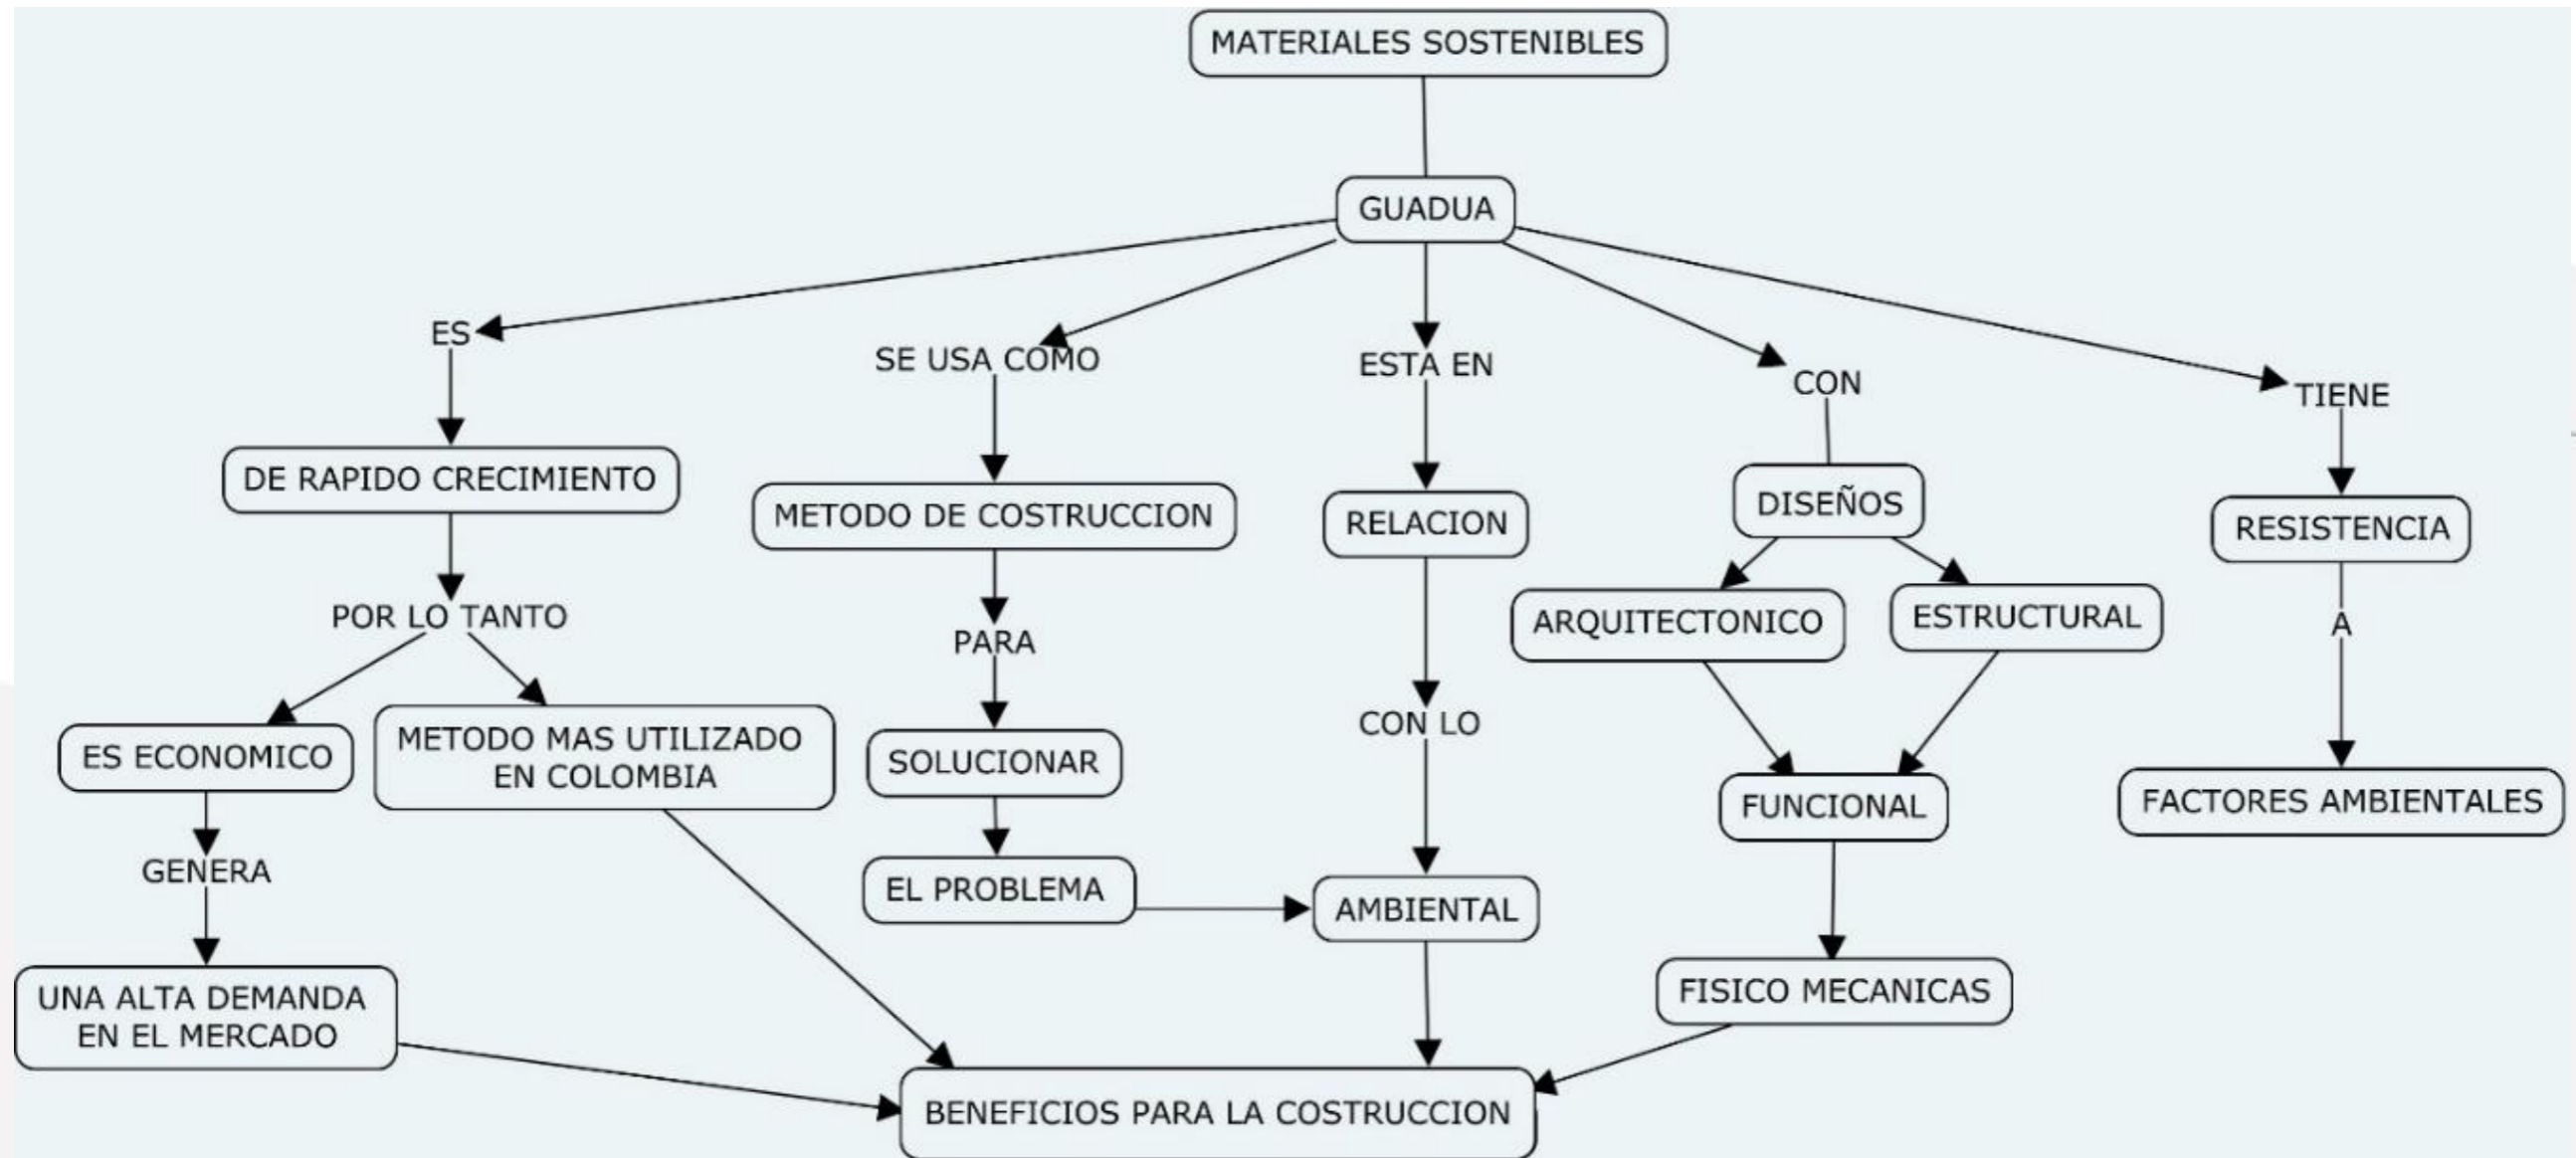 MATERIALES SOSTENIBLES
GUADUA
ES
SE USA COMO
ESTA EN
CON
TIENE
DE RAPIDO CRECIMIENTO
METODO DE COSTRUCCION
RELACION
DISEÑOS
RESISTENCIA
POR LO TANTO
PARA
ARQUITECTONICO
ESTRUCTURAL
A
ES ECONOMICO
METODO MAS UTILIZADO
EN COLOMBIA
SOLUCIONAR
CON LO
FUNCIONAL
FACTORES AMBIENTALES
GENERA
EL PROBLEMA
AMBIENTAL
UNA ALTA DEMANDA
EN EL MERCADO
FISICO MECANICAS
BENEFICIOS PARA LA COSTRUCCION